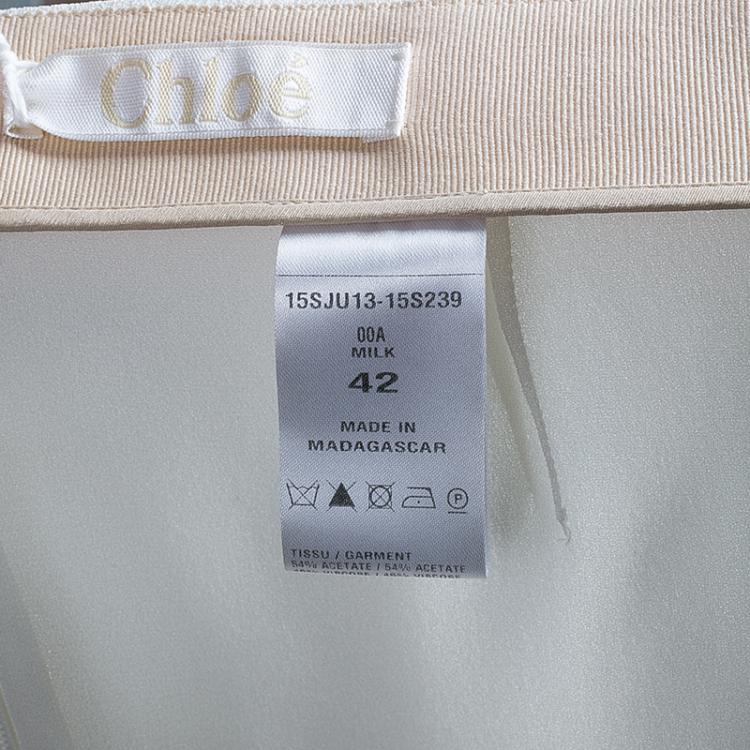 Chloé
15SJU13-15S239
00A
MILK
42
MADE IN
MADAGASCAR
P
TISSU / GARMENT
54% ACETATE / 54% ACETATE